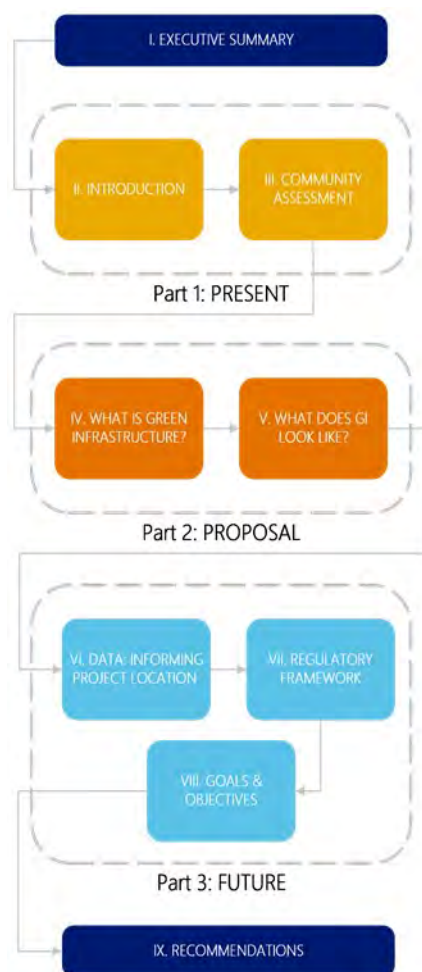 I. EXECUTIVE SUMMARY
II. INTRODUCTION
III. COMMUNITY
ASSESSMENT
Part 1: PRESENT
IV. WHAT IS GREEN
INFRASTRUCTURE?
V. WHAT DOES GI
LOOK LIKE?
Part 2: PROPOSAL
VI. DATA: INFORMING
PROJECT LOCATION
VII. REGULATORY
FRAMEWORK
VIII. GOALS &
OBJECTIVES
Part 3: FUTURE
IX. RECOMMENDATIONS